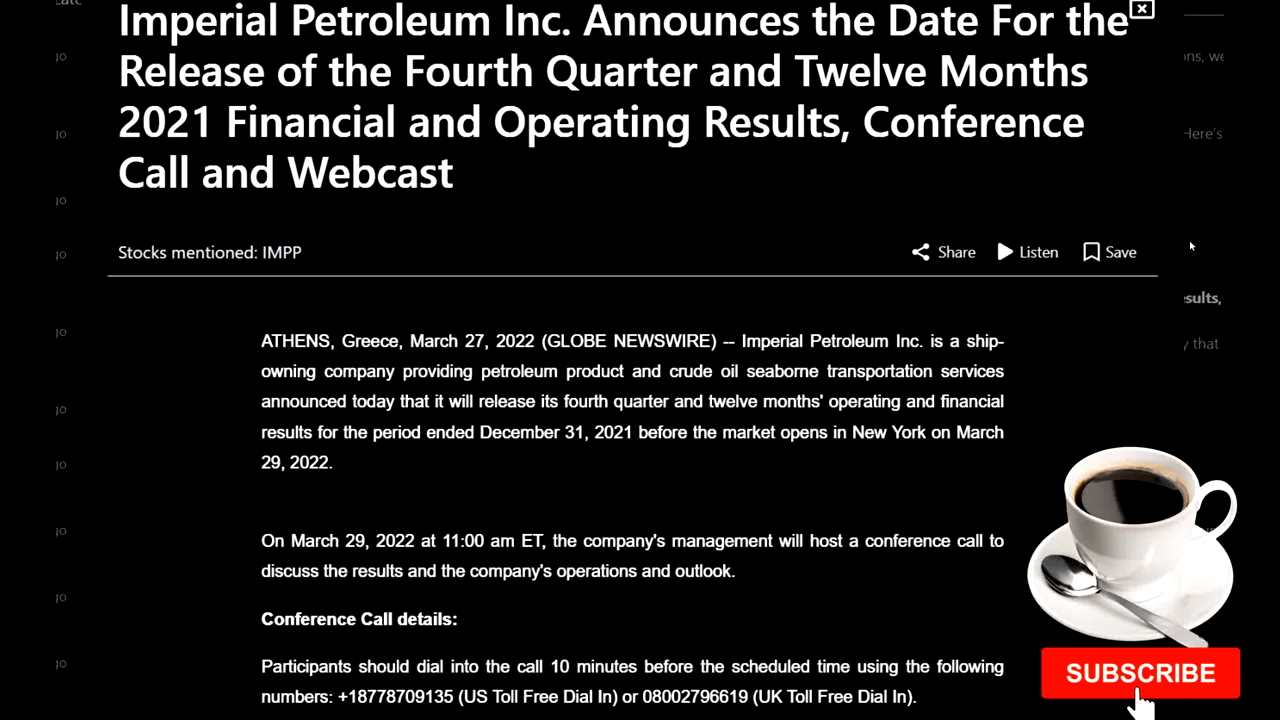 Imperial Petroleum Inc. Announces the Date For the
Release of the Fourth Quarter and Twelve Months
2021 Financial and Operating Results, Conference
Call and Webcast
Stocks mentioned: IMPP
Share Listen Save
ATHENS, Greece, March 27, 2022 (GLOBE NEWSWIRE) -- Imperial Petroleum Inc. is a ship-
owning company providing petroleum product and crude oil seaborne transportation services
announced today that it will release its fourth quarter and twelve months' operating and financial
results for the period ended December 31, 2021 before the market opens in New York on March
29, 2022.
On March 29, 2022 at 11:00 am ET, the company's management will host a conference call to
discuss the results and the company's operations and outlook.
Conference Call details:
Participants should dial into the call 10 minutes before the scheduled time using the following
numbers: +18778709135 (US Toll Free Dial In) or 08002796619 (UK Toll Free Dial In).
SUBSCRIBE
Here's
that